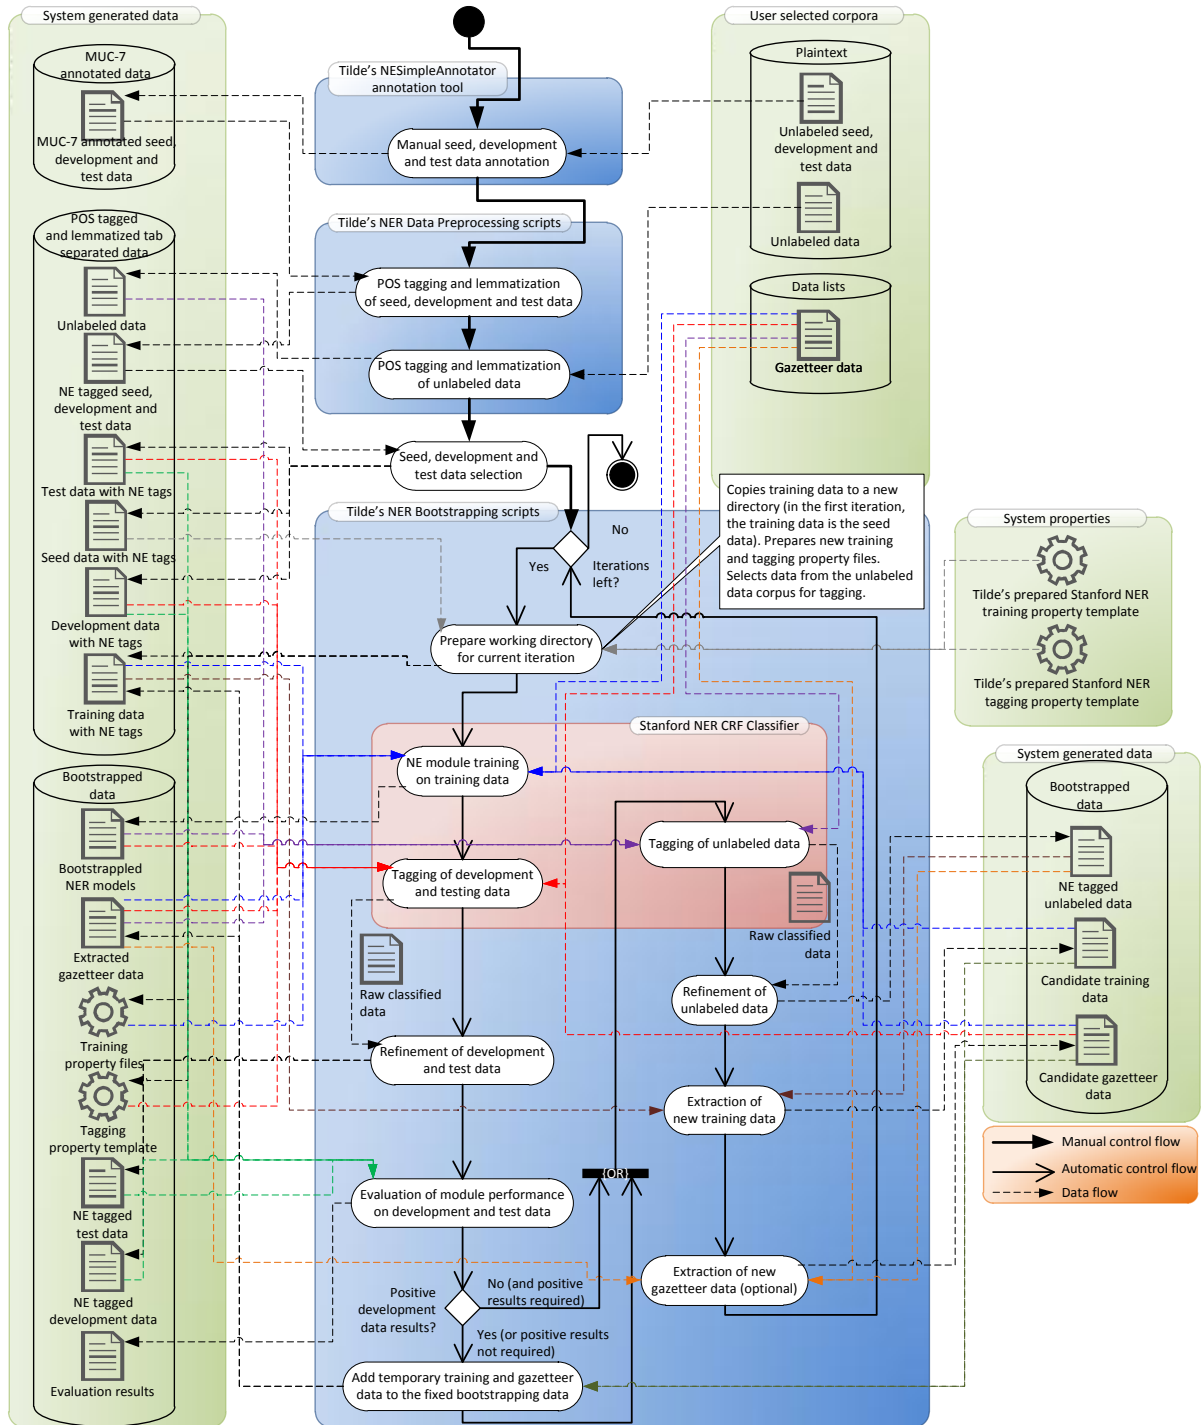 System generated data
MUC-7
annotated data
MUC-7 annotated seed,
development and
test data
POS tagged
and lemmatized tab
separated data
Unlabeled data
NE tagged seed,
development and
test data
Test data with NE tags
Seed data with NE tags
Development data
with NE tags
Training data
with NE tags
Bootstrapped
data
Bootstrapped
NER models
Extracted
gazetteer data
Training
property files
Tagging
property template
NE tagged
test data
NE tagged
development data
Evaluation results
Tilde's NESimpleAnnotator
annotation tool
Manual seed, development
and test data annotation
Tilde's NER Data Preprocessing scripts
POS tagging and lemmatization
of seed, development and test data
POS tagging and lemmatization
of unlabeled data
Seed, development and
test data selection
Tilde's NER Bootstrapping scripts
No
Yes
Iterations
left?
Prepare working directory
for current iteration
Stanford NER CRF Classifier
NE module training
on training data
Tagging of unlabeled data
Tagging of development
and testing data
Raw classified
data
Raw classified
data
Refinement of
unlabeled data
Refinement of development
and test data
Extraction of
new training data
{OR}
Evaluation of module performance
on development and test data
Extraction of new
gazetteer data (optional)
Positive
development
data results?
No (and positive
results required)
Yes (or positive results
not required)
Add temporary training and gazetteer
data to the fixed bootstrapping data
User selected corpora
Plaintext
Unlabeled seed,
development and
test data
Unlabeled data
Data lists
Gazetteer data
Copies training data to a new
directory (in the first iteration,
the training data is the seed
data). Prepares new training
and tagging property files.
Selects data from the unlabeled
data corpus for tagging.
System properties
Tilde's prepared Stanford NER
training property template
Tilde's prepared Stanford NER
tagging property template
System generated data
Bootstrapped
data
NE tagged
unlabeled data
Candidate training
data
Candidate gazetteer
data
Manual control flow
Automatic control flow
Data flow